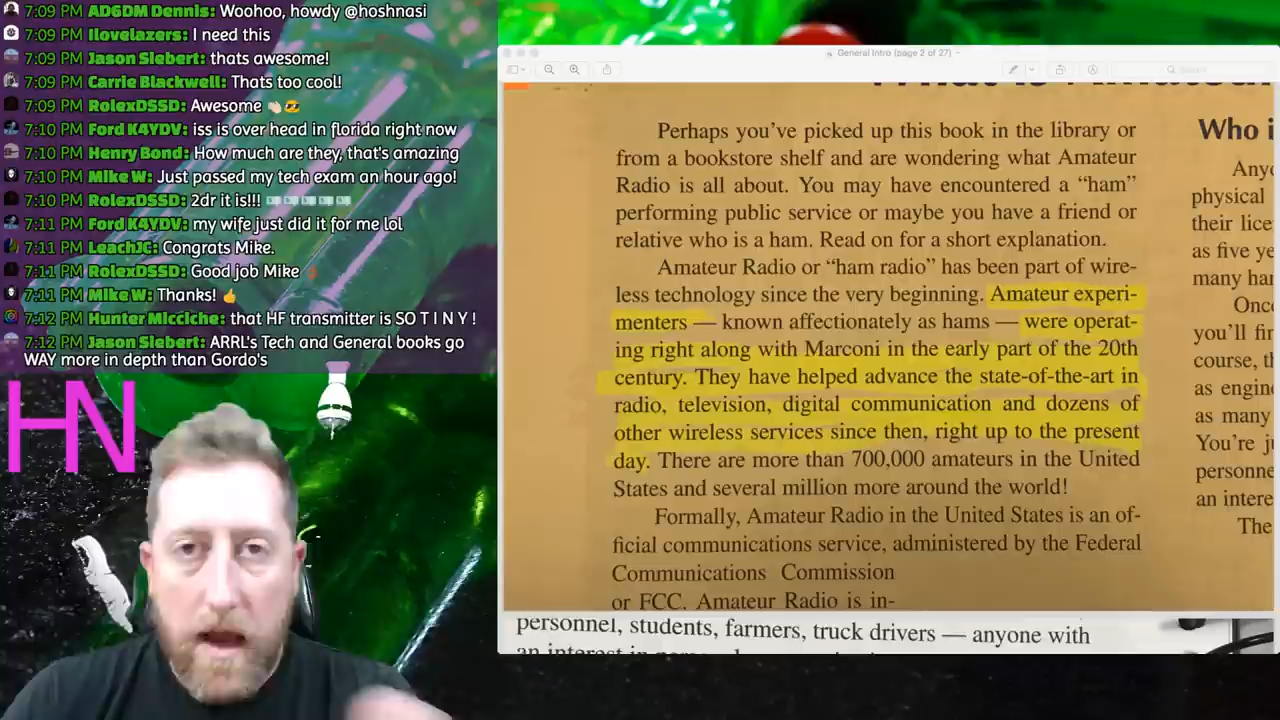 7:09 PM AD6DM Dennis: Woohoo, howdy @hoshnasi
7:09 PM Ilovelazers: I need this
7:09 PM Jason Siebert: thats awesome!
7:09 PM Carrie Blackwell: Thats too cool!
7:09 PM RolexDSSD: Awesome 👏🏻😎
7:10 PM Ford K4YDV: iss is over head in florida right now
7:10 PM Henry Bond: How much are they, that's amazing
7:10 PM Mike W: Just passed my tech exam an hour ago!
7:10 PM RolexDSSD: 2dr it is!!!
7:11 PM Ford K4YDV: my wife just did it for me lol
7:11 PM LeachJC: Congrats Mike.
7:11 PM RolexDSSD: Good job Mike
7:11 PM Mike W: Thanks! 👍
7:12 PM Hunter Micciche: that HF transmitter is SO T I N Y !
7:12 PM Jason Siebert: ARRL's Tech and General books go
WAY more in depth than Gordo's
HN
General Intro (page 2 of 27)
Search
Perhaps you've picked up this book in the library or
from a bookstore shelf and are wondering what Amateur
Radio is all about. You may have encountered a “ham”
performing public service or maybe you have a friend or
relative who is a ham. Read on for a short explanation.
Amateur Radio or “ham radio” has been part of wire-
less technology since the very beginning. Amateur experi-
menters — known affectionately as hams — were operat-
ing right along with Marconi in the early part of the 20th
century. They have helped advance the state-of-the-art in
radio, television, digital communication and dozens of
other wireless services since then, right up to the present
day. There are more than 700,000 amateurs in the United
States and several million more around the world!
Formally, Amateur Radio in the United States is an of-
ficial communications service, administered by the Federal
Communications Commission
or FCC. Amateur Radio is in-
Who i
Anyo
physical
their lice
as five ye
many har
Onc
you'll fin
course, th
as engine
as many
You're ju
personne
an intere
The
personnel, students, farmers, truck drivers — anyone with
an interest in